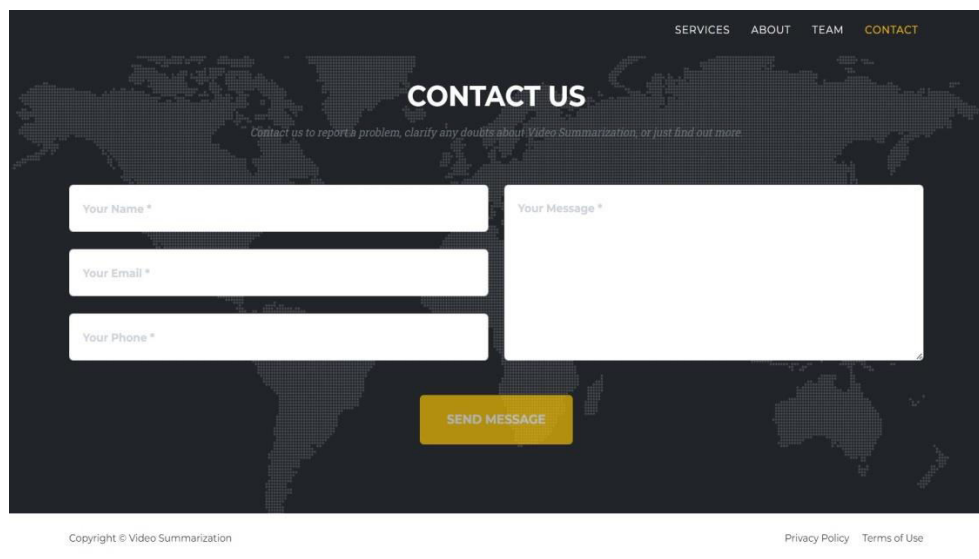 SERVICES ABOUT TEAM CONTACT
CONTACT US
Contact us to report a problem, clarify any doubts about Video Summarization, or just find out more
Your Name *
Your Email *
Your Phone *
Your Message *
SEND MESSAGE
Copyright © Video Summarization
Privacy Policy Terms of Use